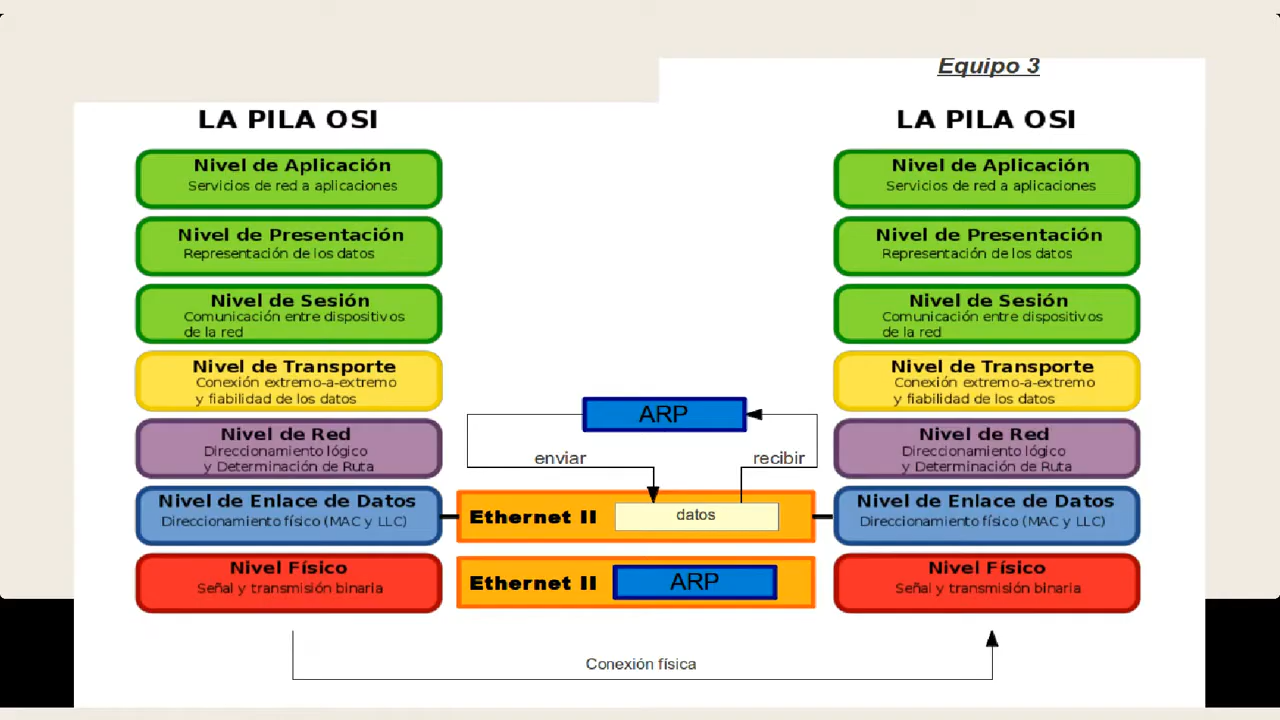 Equipo 3
LA PILA OSI
Nivel de Aplicación
Servicios de red a aplicaciones
Nivel de Presentación
Representación de los datos
Nivel de Sesión
Comunicación entre dispositivos
de la red
Nivel de Transporte
Conexión extremo-a-extremo
y fiabilidad de los datos
Nivel de Red
Direccionamiento lógico
y Determinación de Ruta
Nivel de Enlace de Datos
Direccionamiento físico (MAC y LLC)
Nivel Físico
Señal y transmisión binaria
ARP
enviar
recibir
Ethernet II
datos
Ethernet II
ARP
LA PILA OSI
Nivel de Aplicación
Servicios de red a aplicaciones
Nivel de Presentación
Representación de los datos
Nivel de Sesión
Comunicación entre dispositivos
de la red
Nivel de Transporte
Conexión extremo-a-extremo
y fiabilidad de los datos
Nivel de Red
Direccionamiento lógico
y Determinación de Ruta
Nivel de Enlace de Datos
Direccionamiento físico (MAC y LLC)
Nivel Físico
Señal y transmisión binaria
Conexión física